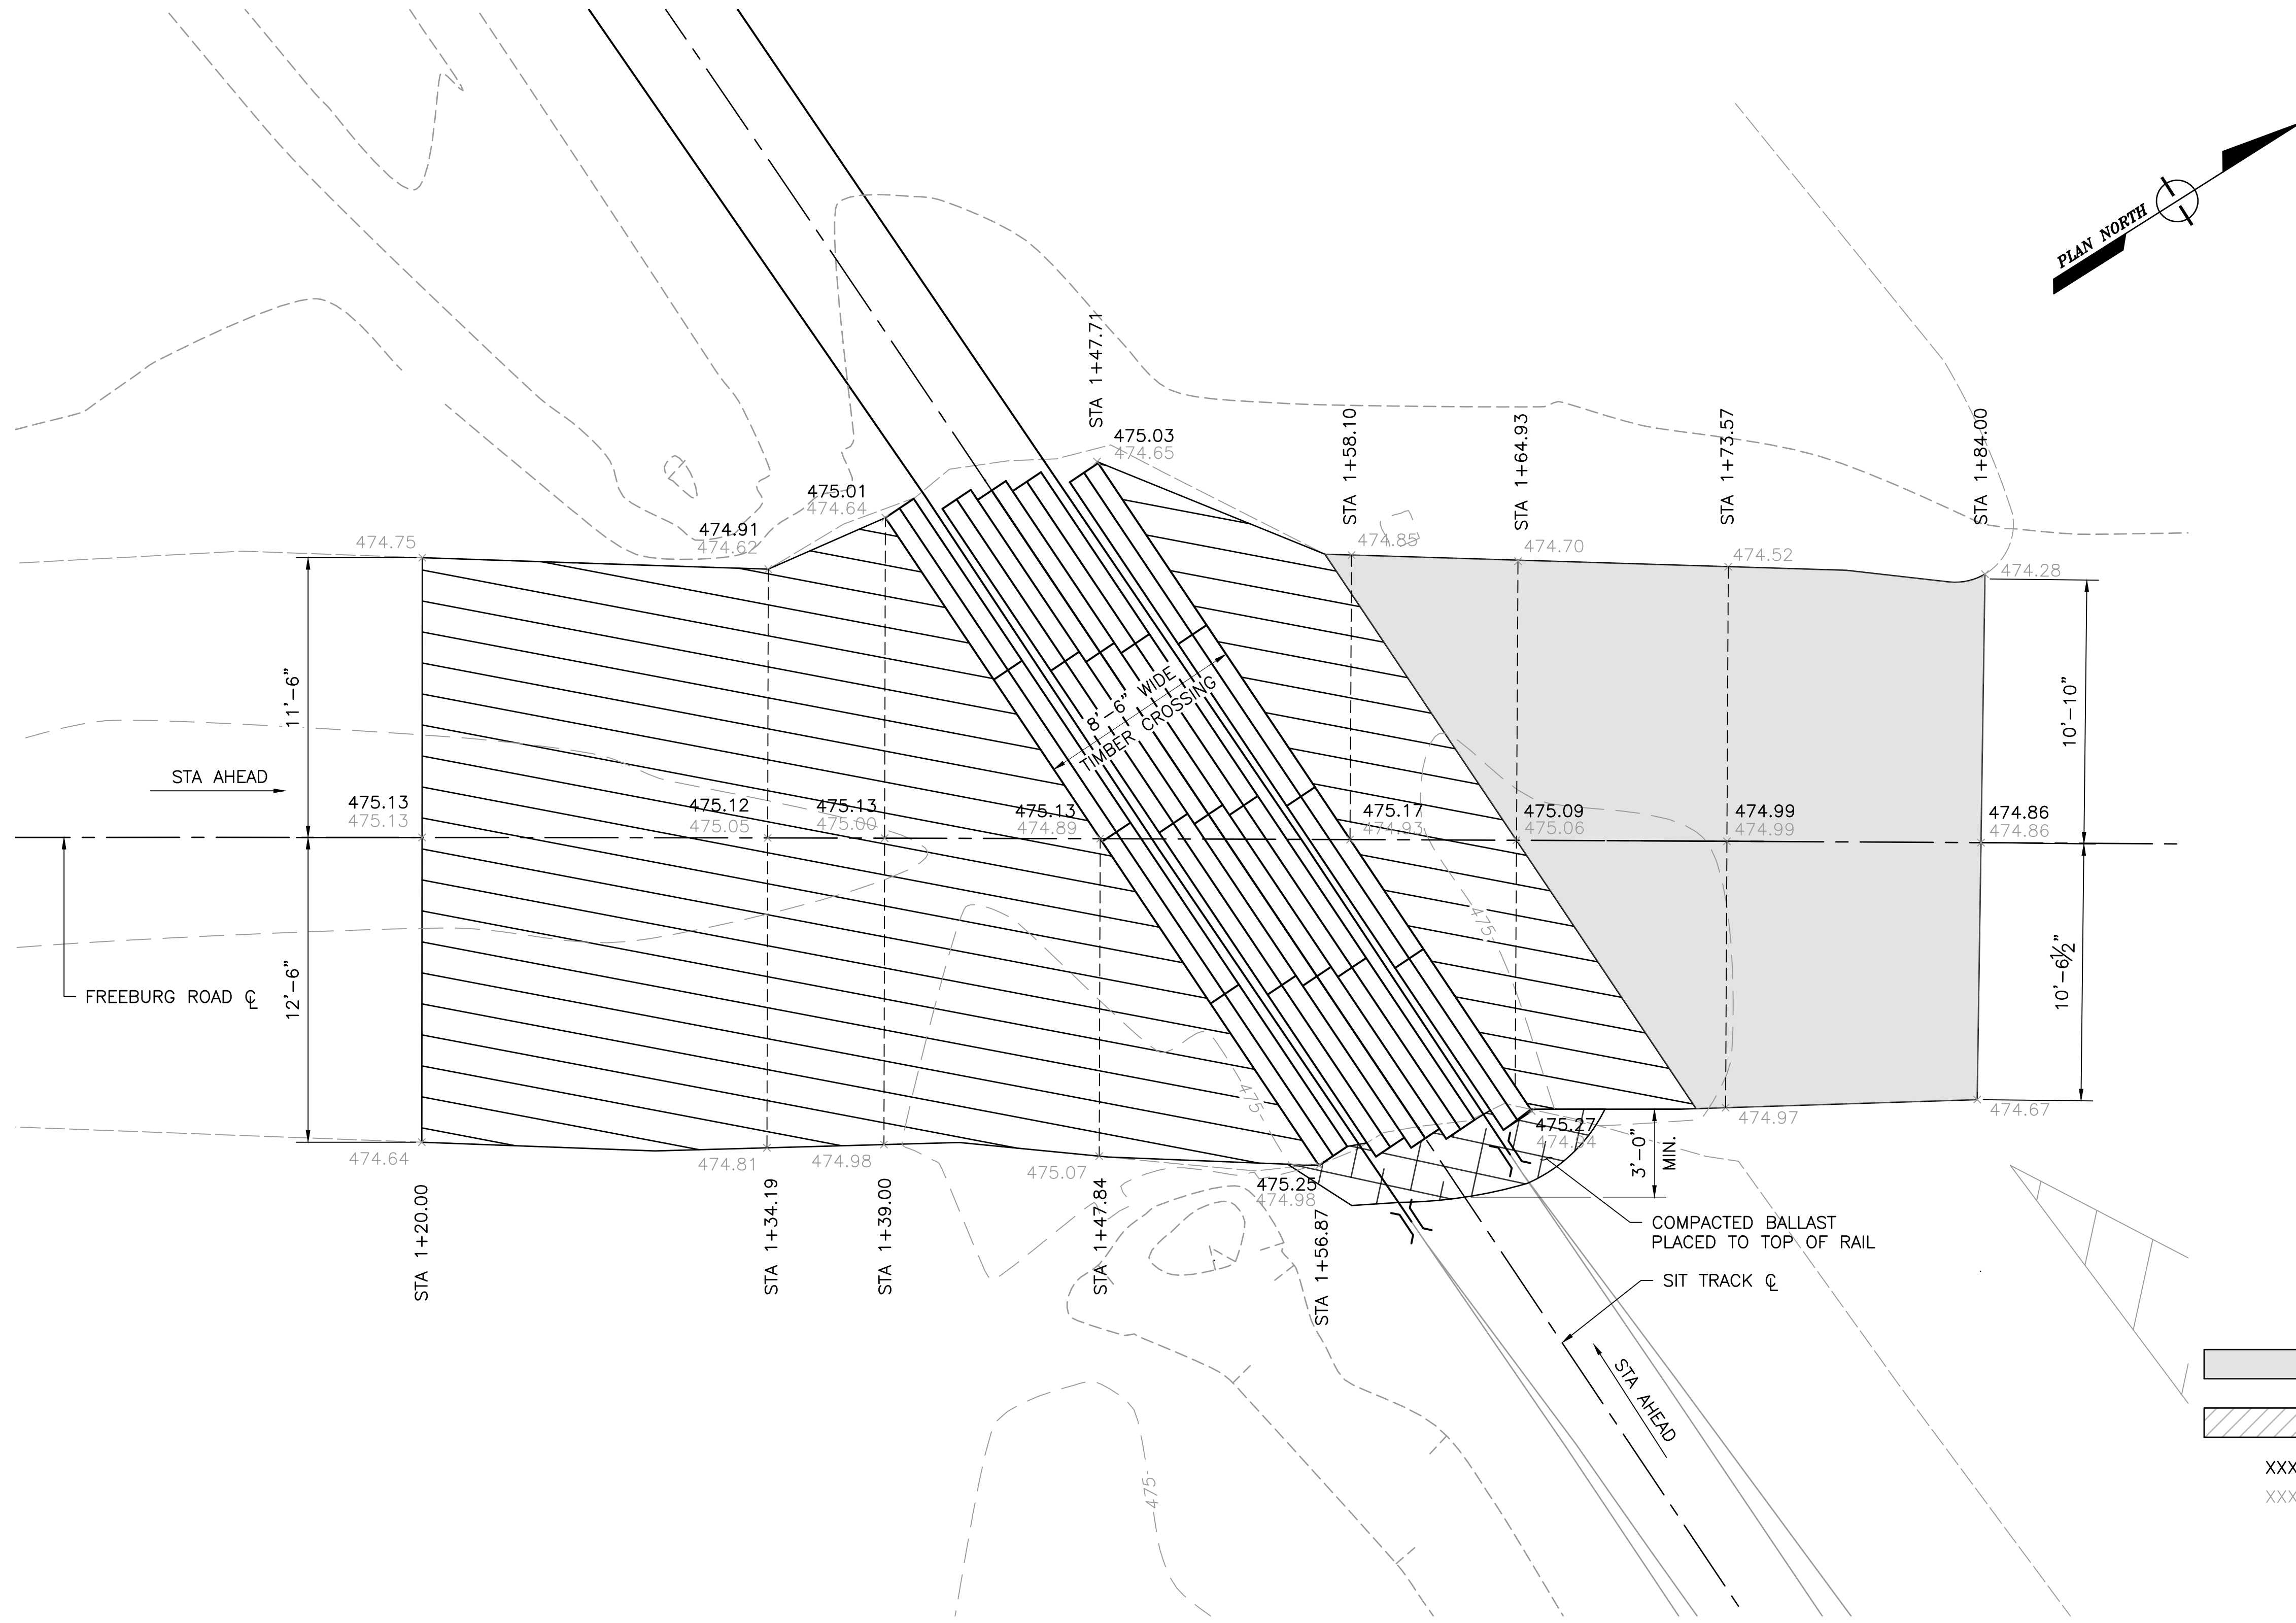 PLAN NORTH
STA 1+47.71
STA 1+58.10
STA 1+64.93
STA 1+73.57
STA 1+84.00
475.03
474.65
475.01
474.64
474.91
474.62
474.75
474.85
474.70
474.52
474.28
11'-6"
10'-10"
8'-6" WIDE
TIMBER CROSSING
STA AHEAD
475.13
475.13
475.12
475.05
475.13
475.00
475.13
474.89
475.17
474.93
475.09
475.06
474.99
474.99
474.86
474.86
475
FREEBURG ROAD ℄
12'-6"
10'-6½"
475
474.64
474.81
474.98
475.07
475.25
474.98
475.27
474.97
474.67
3'-0"
MIN.
STA 1+20.00
STA 1+34.19
STA 1+39.00
STA 1+47.84
STA 1+56.87
COMPACTED BALLAST
PLACED TO TOP OF RAIL
SIT TRACK ℄
STA AHEAD
475
XXX
XXX